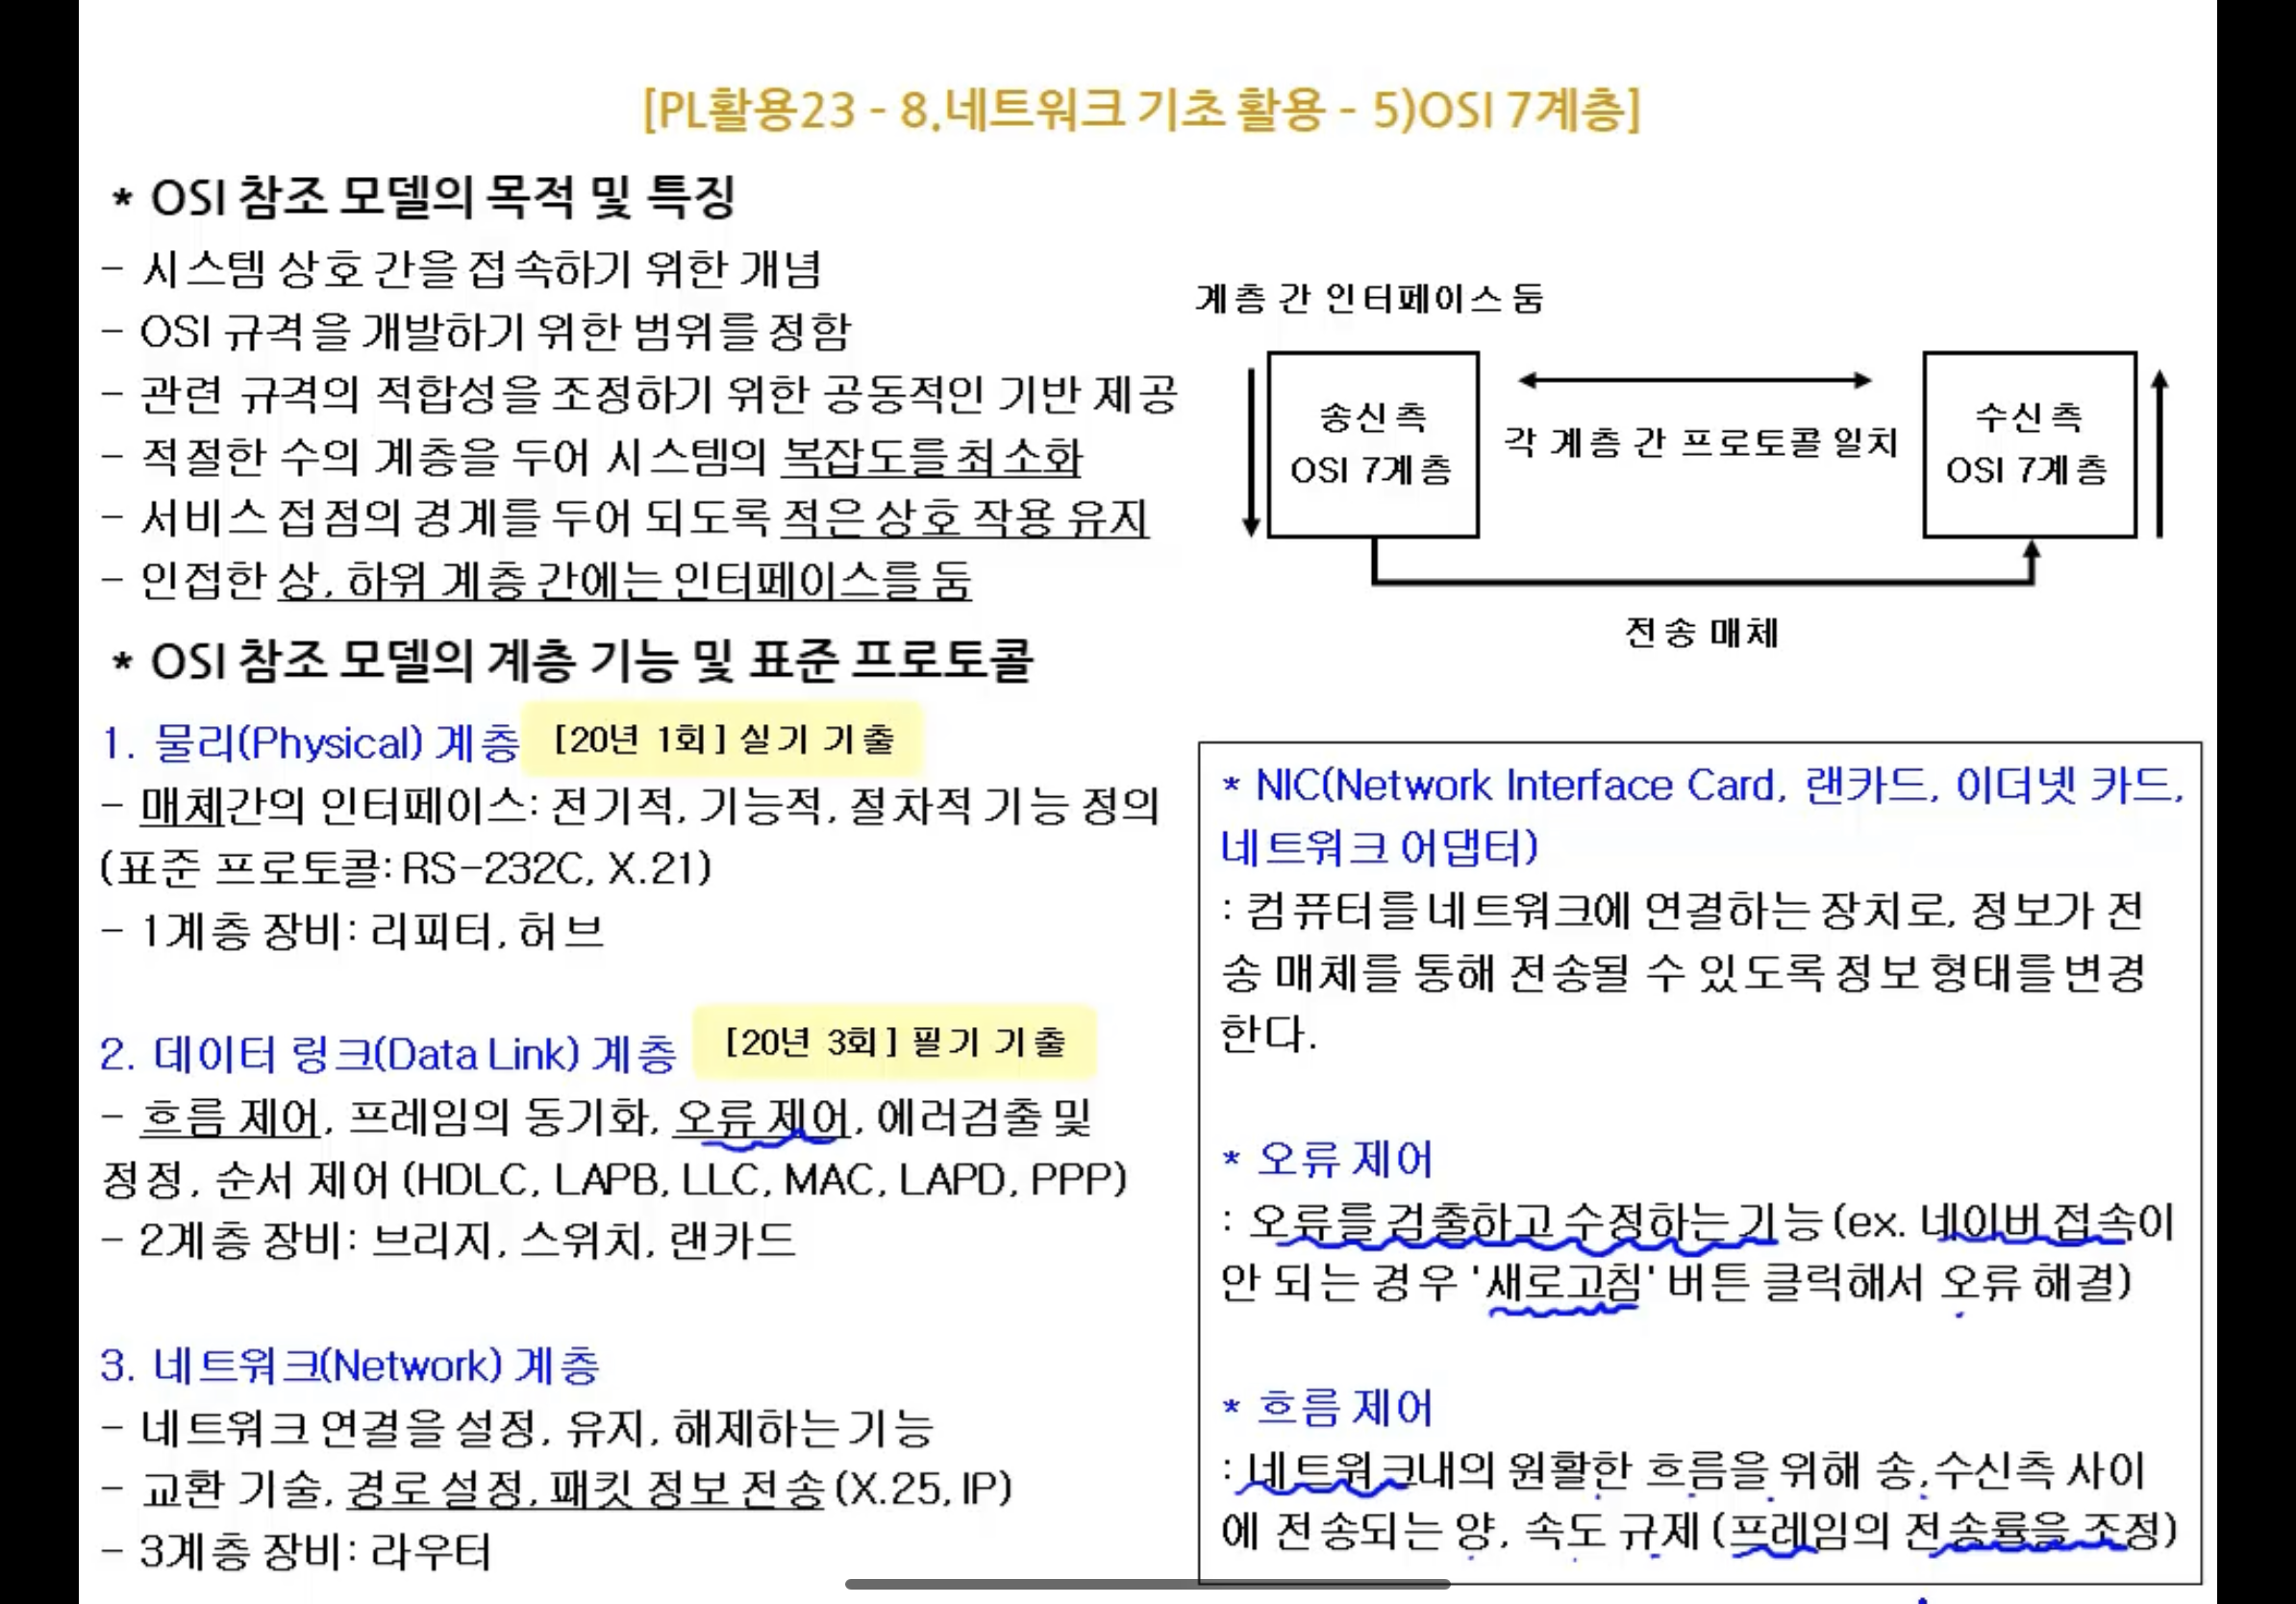 [PL활용23 - 8.네트워크 기초 활용 - 5)OSI 7계층]
* OSI 참조 모델의 목적 및 특징
- 시스템 상호 간을 접속하기 위한 개념
- OSI 규격을 개발하기 위한 범위를 정함
- 관련 규격의 적합성을 조정하기 위한 공동적인 기반 제공
- 적절한 수의 계층을 두어 시스템의 복잡도를 최소화
- 서비스 접점의 경계를 두어 되도록 적은 상호 작용 유지
- 인접한 상, 하위 계층 간에는 인터페이스를 둠
계층 간 인터페이스 둠
송신 측
OSI 7계층
각 계층 간 프로토콜 일치
수신 측
OSI 7계층
전송 매체
* OSI 참조 모델의 계층 기능 및 표준 프로토콜
1. 물리(Physical) 계층 [20년 1회] 실기 기출
- 매체간의 인터페이스: 전기적, 기능적, 절차적 기능 정의
(표준 프로토콜: RS-232C, X.21)
- 1계층 장비: 리피터, 허브
2. 데이터 링크(Data Link) 계층 [20년 3회] 필기 기출
- 흐름 제어, 프레임의 동기화, 오류 제어, 에러검출 및
정정, 순서 제어 (HDLC, LAPB, LLC, MAC, LAPD, PPP)
- 2계층 장비: 브리지, 스위치, 랜카드
3. 네트워크(Network) 계층
- 네트워크 연결을 설정, 유지, 해제하는 기능
- 교환 기술, 경로 설정, 패킷 정보 전송 (X.25, IP)
- 3계층 장비: 라우터
* NIC(Network Interface Card, 랜카드, 이더넷 카드,
네트워크 어댑터)
: 컴퓨터를 네트워크에 연결하는 장치로, 정보가 전
송 매체를 통해 전송될 수 있도록 정보 형태를 변경
한다.
* 오류 제어
: 오류를 검출하고 수정하는 기능 (ex. 네이버 접속이
안 되는 경우 '새로고침' 버튼 클릭해서 오류 해결)
* 흐름 제어
: 네트워크내의 원활한 흐름을 위해 송,수신측 사이
에 전송되는 양, 속도 규제 (프레임의 전송률을 조정)